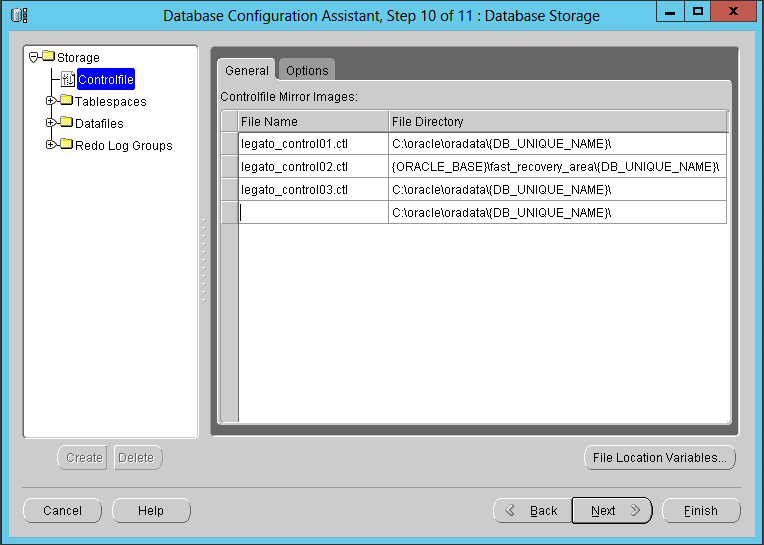 Database Configuration Assistant, Step 10 of 11 : Database Storage
Storage
Controlfile
Tablespaces
Datafiles
Redo Log Groups
General Options
Controlfile Mirror Images:
File Name File Directory
legato_control01.ctl C:\oracle\oradata\{DB_UNIQUE_NAME}\
legato_control02.ctl {ORACLE_BASE}\fast_recovery_area\{DB_UNIQUE_NAME}\
legato_control03.ctl C:\oracle\oradata\{DB_UNIQUE_NAME}\
C:\oracle\oradata\{DB_UNIQUE_NAME}\
Create Delete File Location Variables...
Cancel Help Back Next Finish